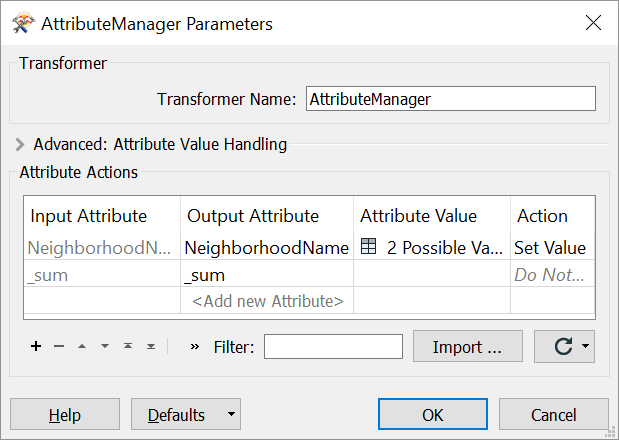 AttributeManager Parameters
Transformer
Transformer Name: AttributeManager
Advanced: Attribute Value Handling
Attribute Actions
Input Attribute Output Attribute Attribute Value Action
NeighborhoodN... NeighborhoodName 2 Possible Va... Set Value
_sum _sum Do Not...
<Add new Attribute>
+ − » Filter: Import ...
Help Defaults OK Cancel